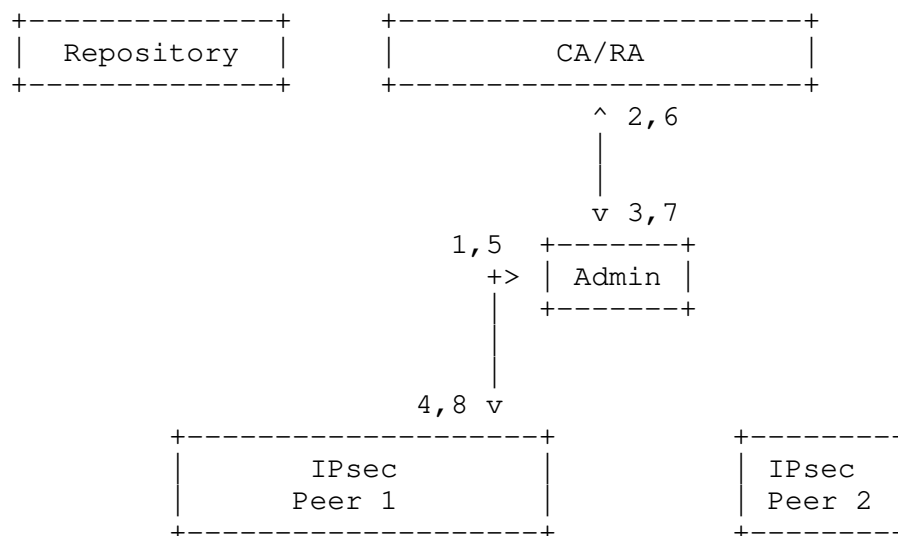 +--------------+     +-----------------------+
|  Repository  |     |         CA/RA         |
+--------------+     +-----------------------+
                                ^ 2,6
                                |
                                |
                                v 3,7
                        1,5  +-------+
                          +> | Admin |
                          |  +-------+
                          |
                          |
                      4,8 v
         +-------------------+          +---------
         |       IPsec       |          | IPsec
         |      Peer 1       |          | Peer 2
         +-------------------+          +---------